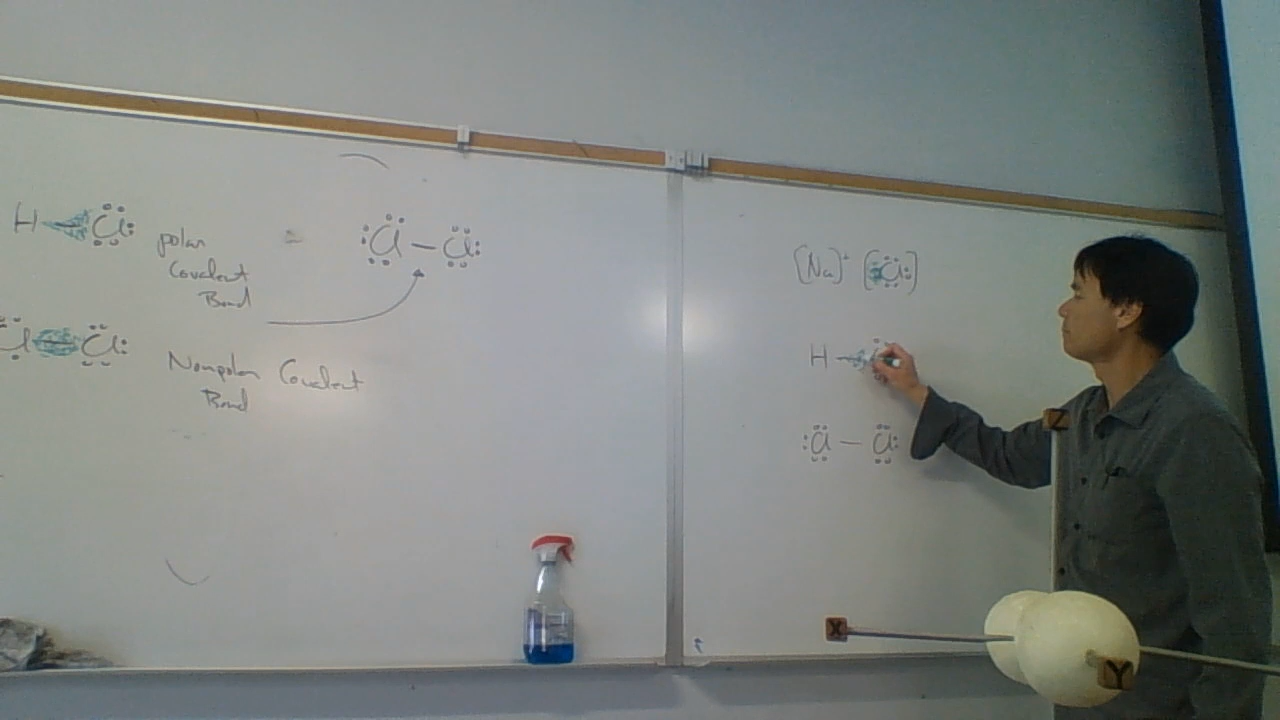 H Cl
polar
Covalent
Bond
Cl – Cl
Cl Cl
Nonpolar Covalent
Bond
[Na]⁺ [Cl]
H
Cl – Cl
Z
X
Y